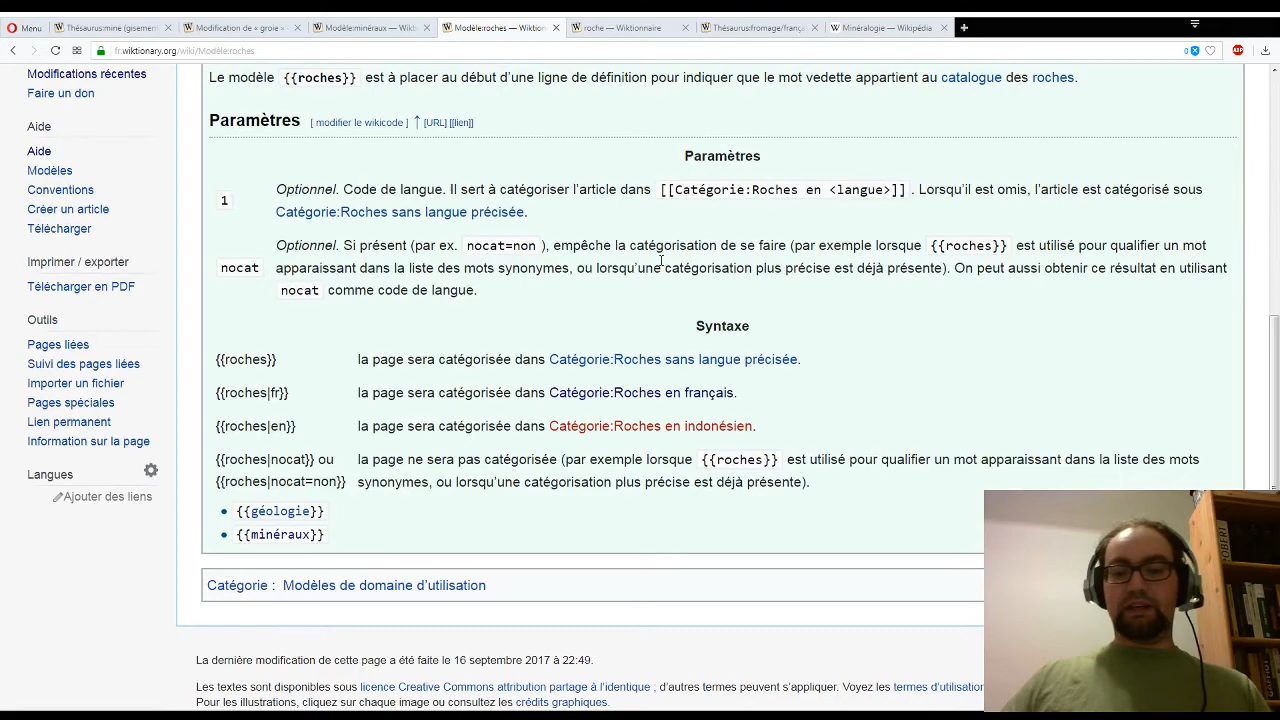 Menu
Thésaurus:mine (gisement
Modification de « groie »
Modèle:minéraux — Wikti
Modèle:roches — Wiktion
roche — Wiktionnaire
Thésaurus:fromage/frança
Minéralogie — Wikipédia
fr.wiktionary.org/wiki/Modèle:roches
0
ABP
Modifications récentes
Faire un don
Aide
Aide
Modèles
Conventions
Créer un article
Télécharger
Imprimer / exporter
Télécharger en PDF
Outils
Pages liées
Suivi des pages liées
Importer un fichier
Pages spéciales
Lien permanent
Information sur la page
Langues
Ajouter des liens
Le modèle {{roches}} est à placer au début d’une ligne de définition pour indiquer que le mot vedette appartient au catalogue des roches.
Paramètres [ modifier le wikicode ] ↑ [URL] [[lien]]
Paramètres
1 Optionnel. Code de langue. Il sert à catégoriser l’article dans [[Catégorie:Roches en <langue>]]. Lorsqu’il est omis, l’article est catégorisé sous
Catégorie:Roches sans langue précisée.
nocat Optionnel. Si présent (par ex. nocat=non), empêche la catégorisation de se faire (par exemple lorsque {{roches}} est utilisé pour qualifier un mot
apparaissant dans la liste des mots synonymes, ou lorsqu’une catégorisation plus précise est déjà présente). On peut aussi obtenir ce résultat en utilisant
nocat comme code de langue.
Syntaxe
{{roches}} la page sera catégorisée dans Catégorie:Roches sans langue précisée.
{{roches|fr}} la page sera catégorisée dans Catégorie:Roches en français.
{{roches|en}} la page sera catégorisée dans Catégorie:Roches en indonésien.
{{roches|nocat}} ou la page ne sera pas catégorisée (par exemple lorsque {{roches}} est utilisé pour qualifier un mot apparaissant dans la liste des mots
{{roches|nocat=non}} synonymes, ou lorsqu’une catégorisation plus précise est déjà présente).
• {{géologie}}
• {{minéraux}}
Catégorie : Modèles de domaine d’utilisation
La dernière modification de cette page a été faite le 16 septembre 2017 à 22:49.
Les textes sont disponibles sous licence Creative Commons attribution partage à l’identique ; d’autres termes peuvent s’appliquer. Voyez les termes d’utilisation
Pour les illustrations, cliquez sur chaque image ou consultez les crédits graphiques.